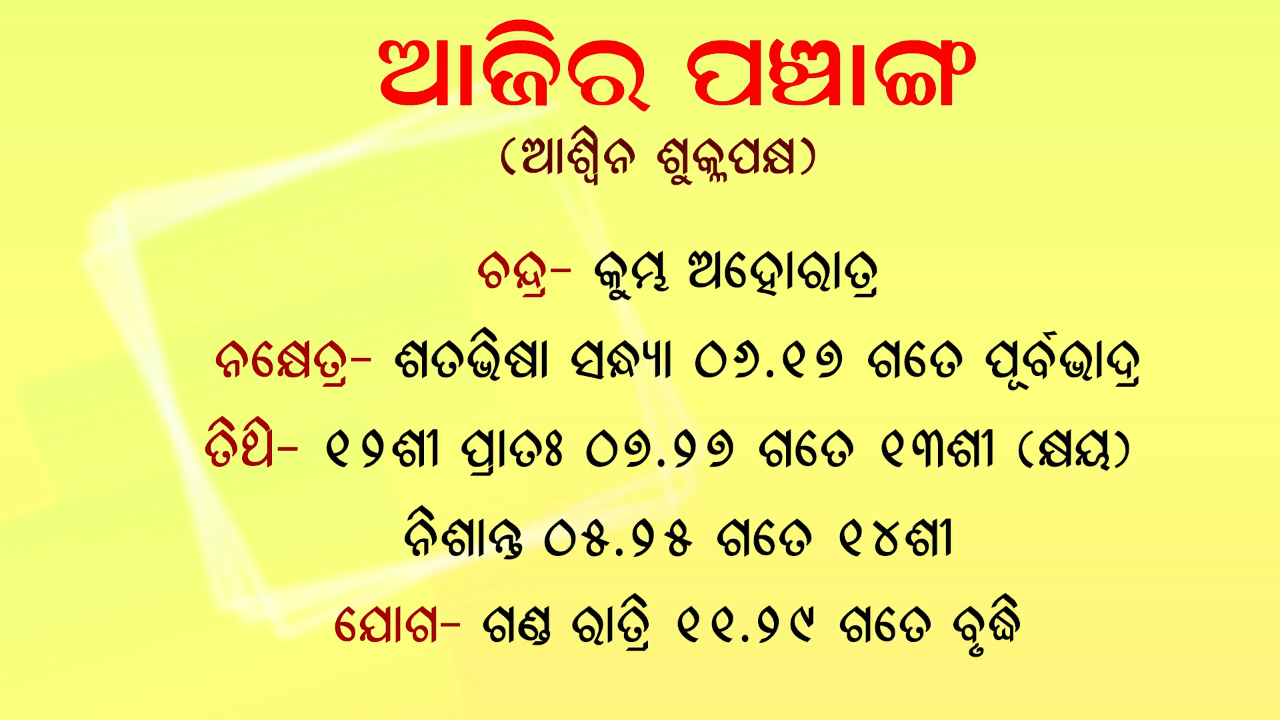 ଆଜିର ପଞ୍ଚାଙ୍ଗ
(ଆଶ୍ୱିନ ଶୁକ୍ଳପକ୍ଷ)
ଚନ୍ଦ୍ର- କୁମ୍ଭ ଅହୋରାତ୍ର
ନକ୍ଷେତ୍ର- ଶତଭିଷା ସନ୍ଧ୍ୟା ୦୬.୧୭ ଗତେ ପୂର୍ବଭାଦ୍ର
ତିଥି- ୧୨ଶୀ ପ୍ରାତଃ ୦୭.୨୭ ଗତେ ୧୩ଶୀ (କ୍ଷୟ)
ନିଶାନ୍ତ ୦୫.୨୫ ଗତେ ୧୪ଶୀ
ଯୋଗ- ଗଣ୍ଡ ରାତ୍ରି ୧୧.୨୯ ଗତେ ବୃଦ୍ଧି